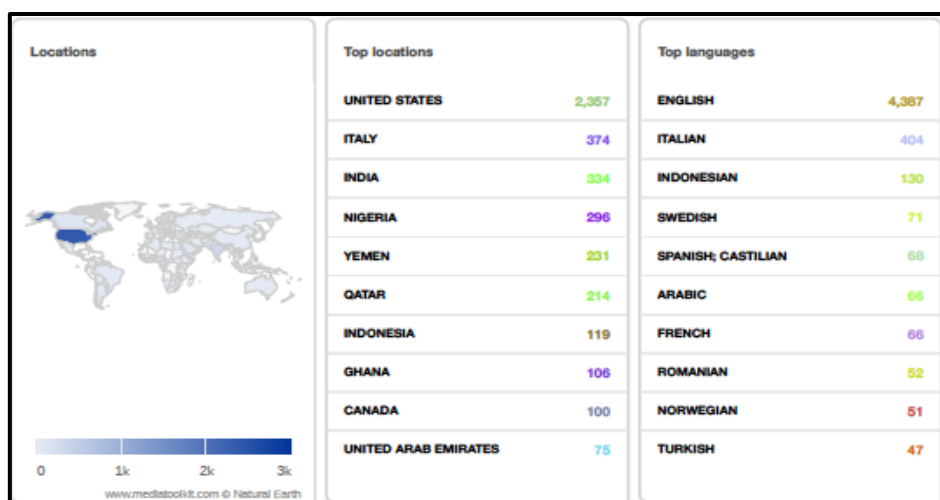 Locations
0 1k 2k 3k
www.mediatoolkit.com © Natural Earth
Top locations
UNITED STATES 2,357
ITALY 374
INDIA 334
NIGERIA 296
YEMEN 231
QATAR 214
INDONESIA 119
GHANA 106
CANADA 100
UNITED ARAB EMIRATES 75
Top languages
ENGLISH 4,387
ITALIAN 404
INDONESIAN 130
SWEDISH 71
SPANISH; CASTILIAN 68
ARABIC 66
FRENCH 66
ROMANIAN 52
NORWEGIAN 51
TURKISH 47